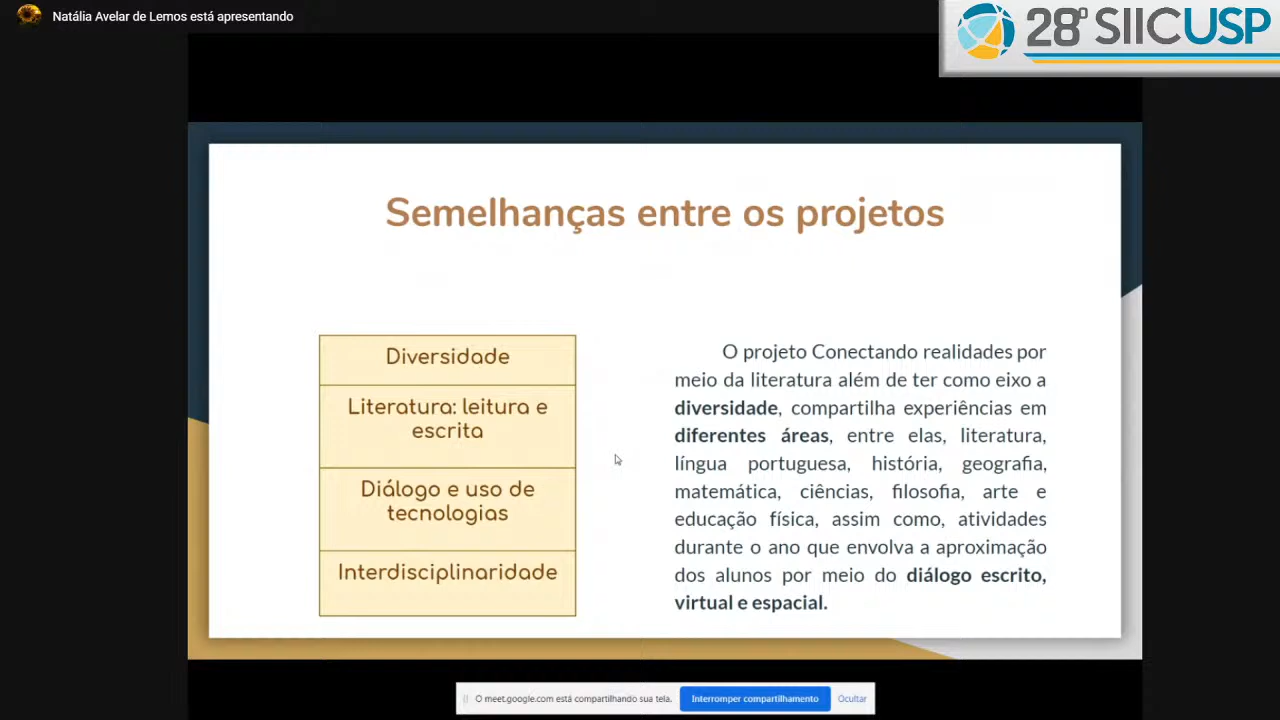 Natália Avelar de Lemos está apresentando
28º SIICUSP
Semelhanças entre os projetos
Diversidade
Literatura: leitura e
escrita
Diálogo e uso de
tecnologias
Interdisciplinaridade
O projeto Conectando realidades por
meio da literatura além de ter como eixo a
diversidade, compartilha experiências em
diferentes áreas, entre elas, literatura,
língua portuguesa, história, geografia,
matemática, ciências, filosofia, arte e
educação física, assim como, atividades
durante o ano que envolva a aproximação
dos alunos por meio do diálogo escrito,
virtual e espacial.
O meet.google.com está compartilhando sua tela.
Interromper compartilhamento
Ocultar